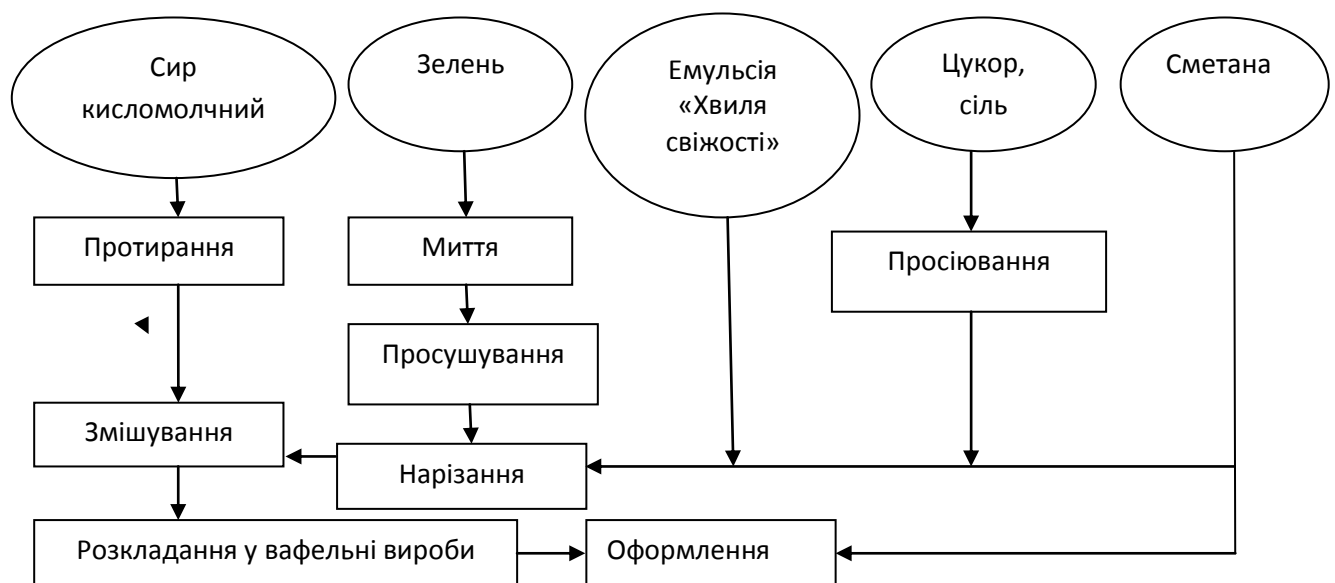 Сир
кисломолчний
Зелень
Емульсія
«Хвиля
свіжості»
Цукор,
сіль
Сметана
Протирання
Миття
Просіювання
Просушування
Змішування
Нарізання
Розкладання у вафельні вироби
Оформлення